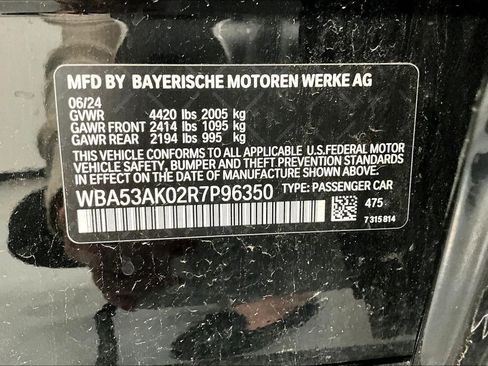 MFD BY BAYERISCHE MOTOREN WERKE AG
06/24
GVWR 4420 lbs 2005 kg
GAWR FRONT 2414 lbs 1095 kg
GAWR REAR 2194 lbs 995 kg
THIS VEHICLE CONFORMS TO ALL APPLICABLE U.S.FEDERAL MOTOR
VEHICLE SAFETY, BUMPER, AND THEFT PREVENTION STANDARDS
IN EFFECT ON THE DATE OF MANUFACTURE SHOWN ABOVE.
WBA53AK02R7P96350 TYPE: PASSENGER CAR
475
7 315 814